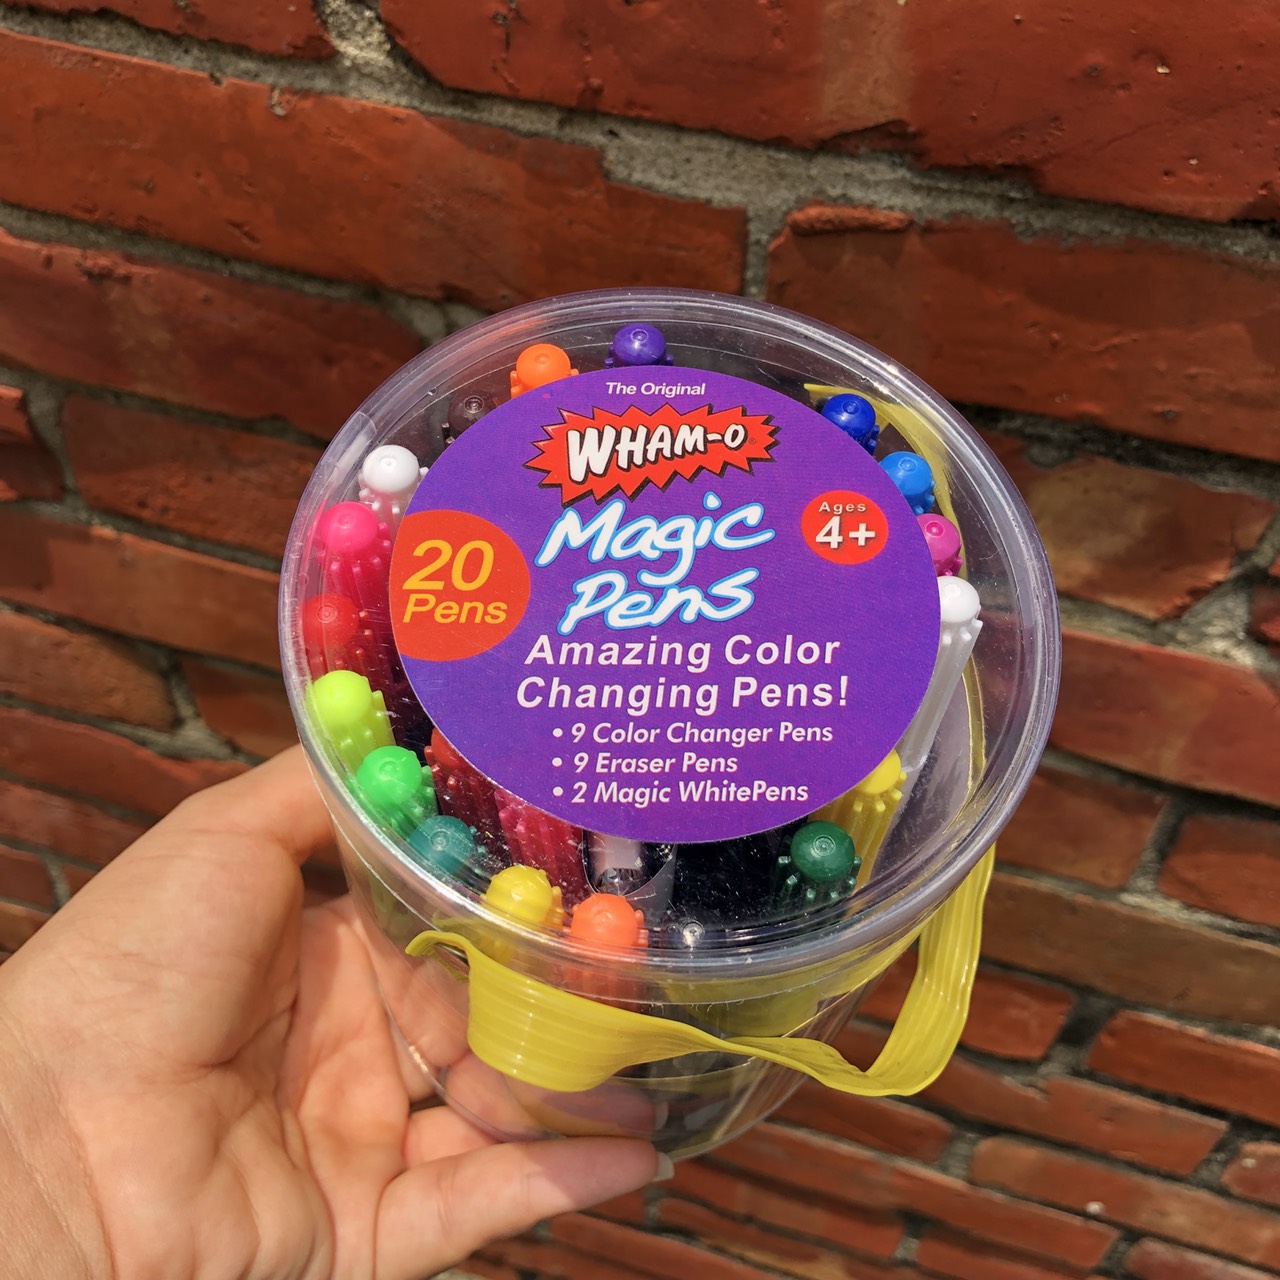 The Original
WHAM-O
Magic
Pens
Ages
4+
20
Pens
Amazing Color
Changing Pens!
• 9 Color Changer Pens
• 9 Eraser Pens
• 2 Magic WhitePens